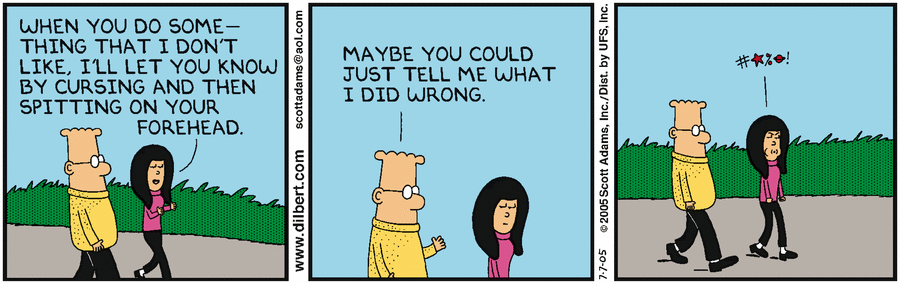 WHEN YOU DO SOME-
THING THAT I DON'T
LIKE, I'LL LET YOU KNOW
BY CURSING AND THEN
SPITTING ON YOUR
FOREHEAD.
www.dilbert.com
scottadams@aol.com
MAYBE YOU COULD
JUST TELL ME WHAT
I DID WRONG.
7-7-05
©2005 Scott Adams, Inc./Dist. by UFS, Inc.
#★%●!